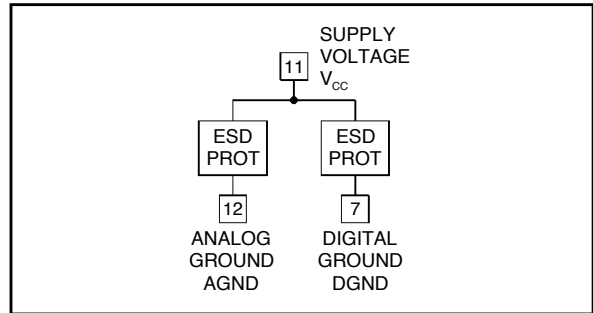 11
SUPPLY
VOLTAGE
VCC
ESD
PROT
ESD
PROT
12
7
ANALOG
GROUND
AGND
DIGITAL
GROUND
DGND